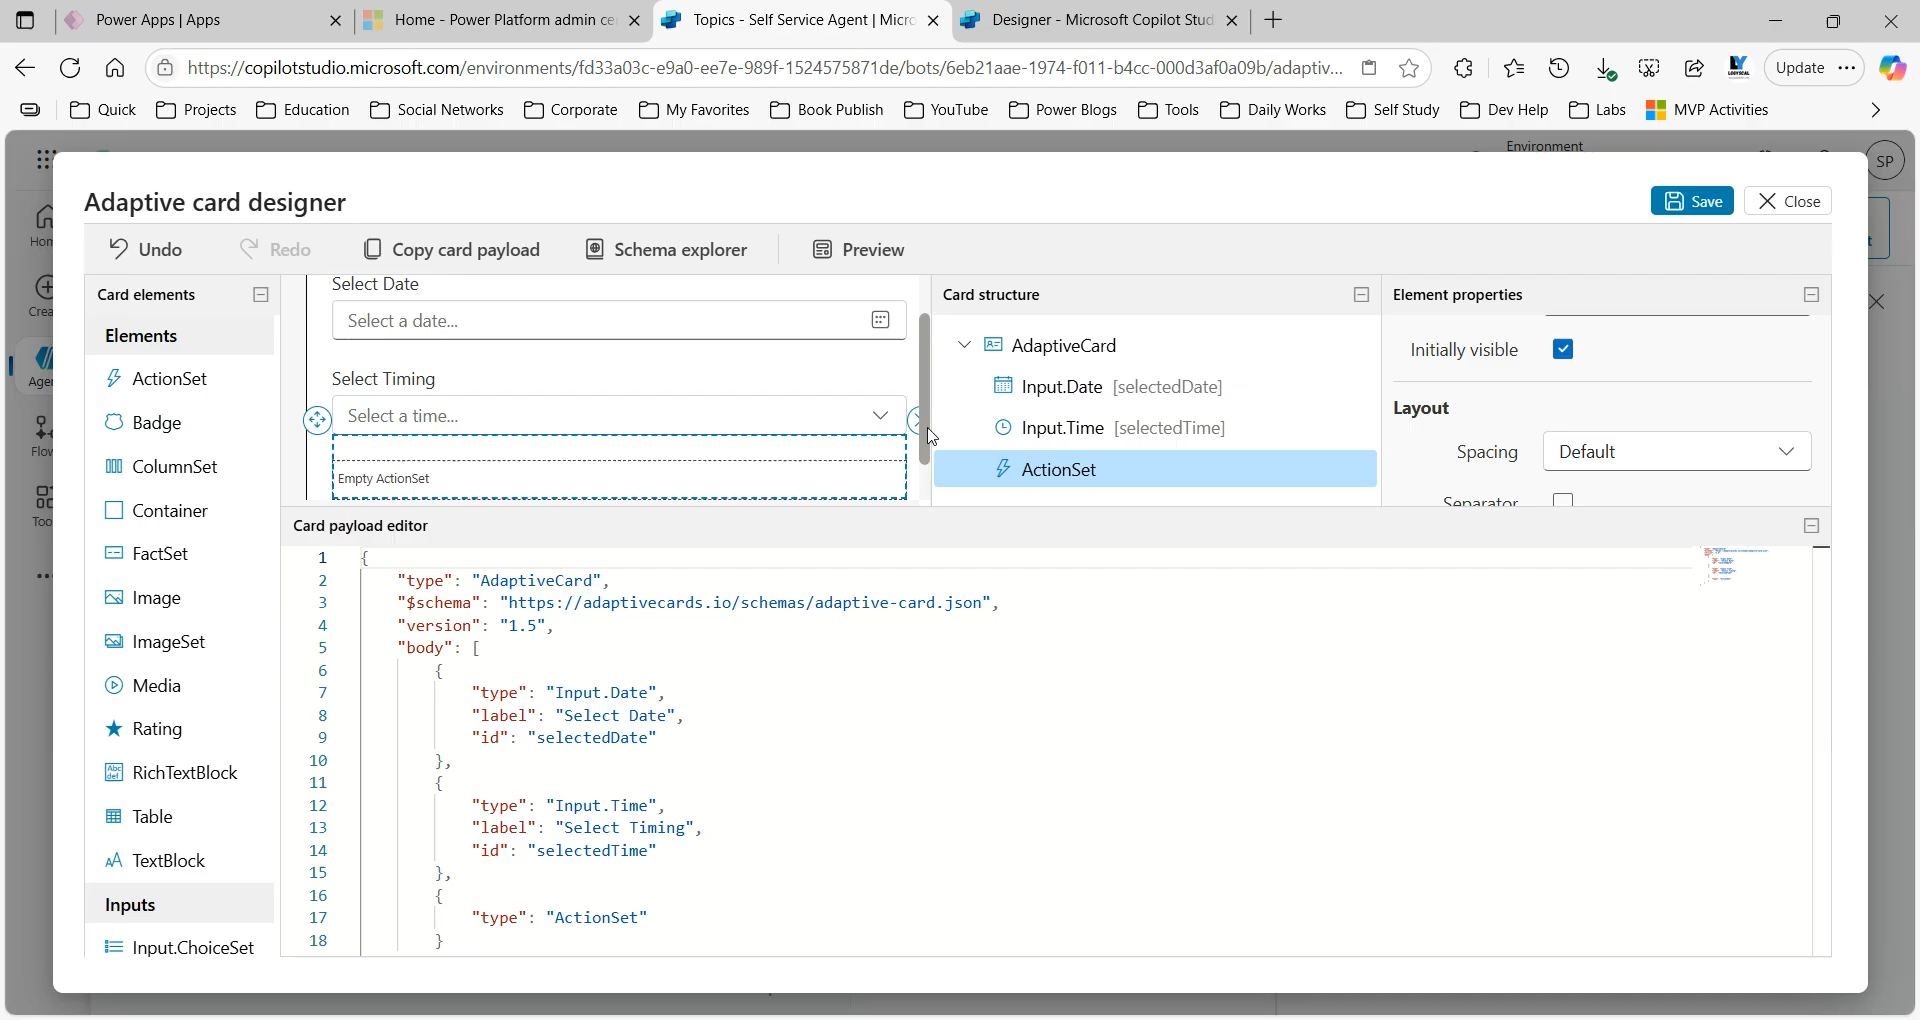 Power Apps | Apps
Home - Power Platform admin ce
Topics - Self Service Agent | Micro
Designer - Microsoft Copilot Stud
https://copilotstudio.microsoft.com/environments/fd33a03c-e9a0-ee7e-989f-1524575871de/bots/6eb21aae-1974-f011-b4cc-000d3af0a09b/adaptiv...
Update
Quick
Projects
Education
Social Networks
Corporate
My Favorites
Book Publish
YouTube
Power Blogs
Tools
Daily Works
Self Study
Dev Help
Labs
MVP Activities
Environment
SP
Adaptive card designer
Save
Close
Undo
Redo
Copy card payload
Schema explorer
Preview
Card elements
Elements
ActionSet
Badge
ColumnSet
Container
FactSet
Image
ImageSet
Media
Rating
RichTextBlock
Table
TextBlock
Inputs
Input.ChoiceSet
Select Date
Select a date...
Select Timing
Select a time...
Empty ActionSet
Card structure
AdaptiveCard
Input.Date [selectedDate]
Input.Time [selectedTime]
ActionSet
Element properties
Initially visible
Layout
Spacing
Default
Separator
Card payload editor
1 {
2 "type": "AdaptiveCard",
3 "$schema": "https://adaptivecards.io/schemas/adaptive-card.json",
4 "version": "1.5",
5 "body": [
6 {
7 "type": "Input.Date",
8 "label": "Select Date",
9 "id": "selectedDate"
10 },
11 {
12 "type": "Input.Time",
13 "label": "Select Timing",
14 "id": "selectedTime"
15 },
16 {
17 "type": "ActionSet"
18 }